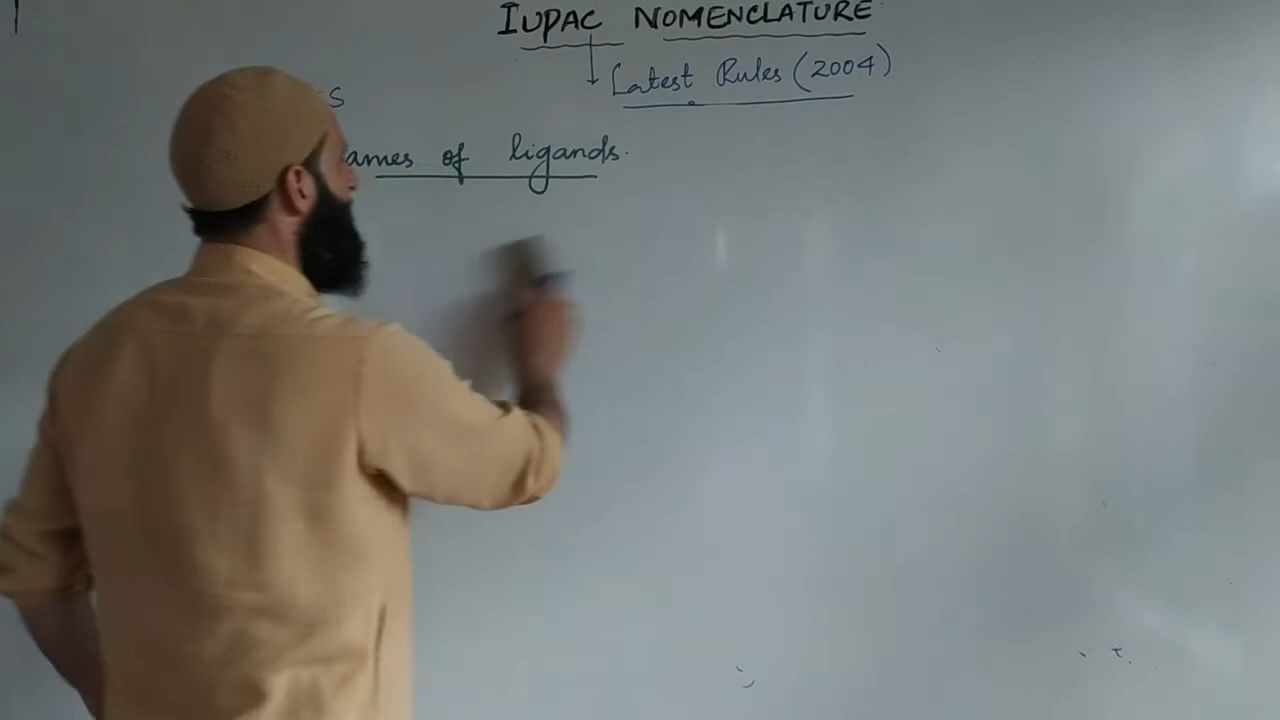 IUPAC NOMENCLATURE
Latest Rules (2004)
s
ames of ligands.